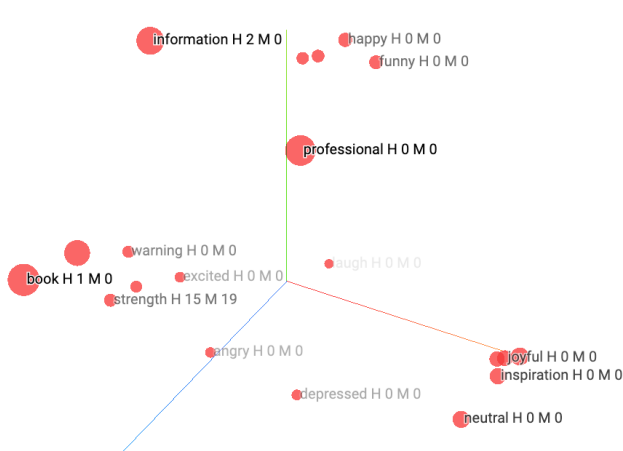 information H 2 M 0
happy H 0 M 0
funny H 0 M 0
professional H 0 M 0
warning H 0 M 0
laugh H 0 M 0
book H 1 M 0
excited H 0 M 0
strength H 15 M 19
angry H 0 M 0
joyful H 0 M 0
inspiration H 0 M 0
depressed H 0 M 0
neutral H 0 M 0